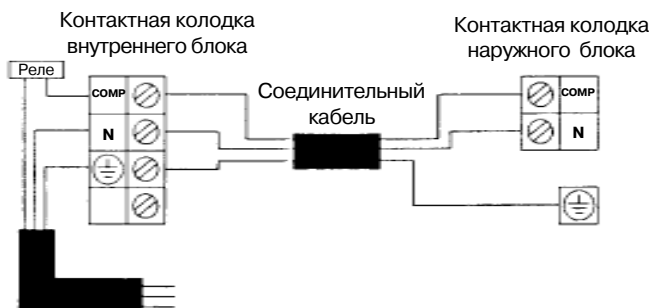 Контактная колодка
внутреннего блока
Контактная колодка
наружного блока
Реле
Соединительный
кабель
COMP
N
COMP
N